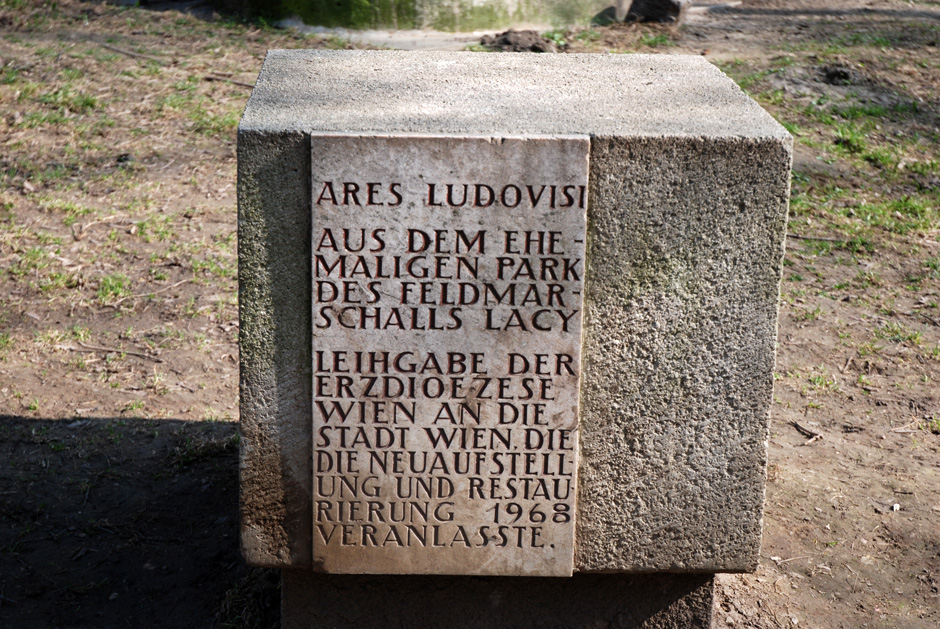 ARES LUDOVISI
AUS DEM EHE-
MALIGEN PARK
DES FELDMAR-
SCHALLS LACY
LEIHGABE DER
ERZDIOEZESE
WIEN AN DIE
STADT WIEN. DIE
DIE NEUAUFSTELL
UNG UND RESTAU
RIERUNG 1968
VERANLASSTE.